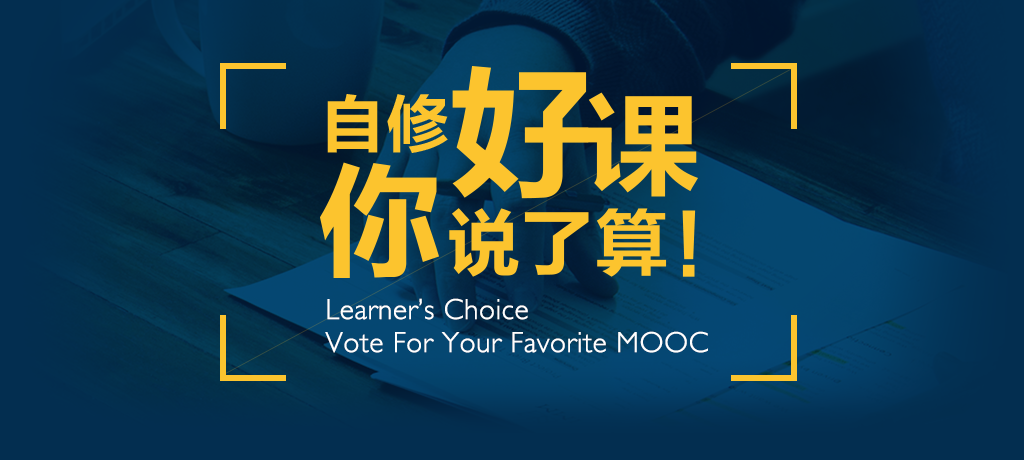 自修好课
你说了算!
Learner's Choice
Vote For Your Favorite MOOC